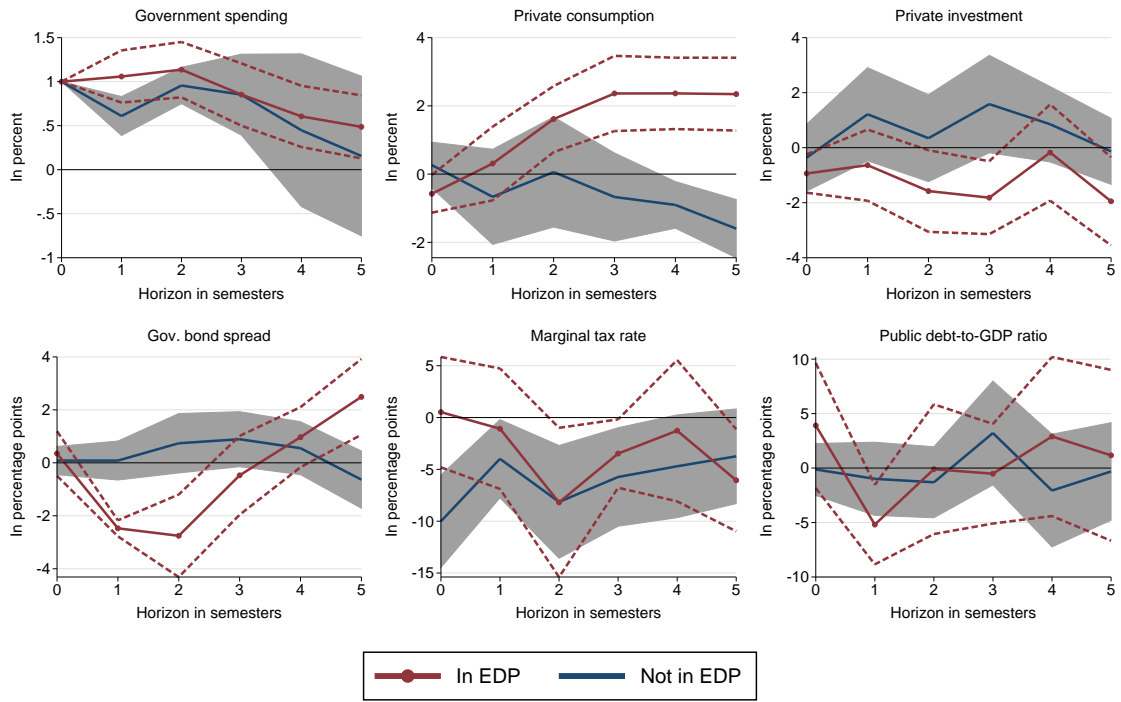 Government spending
Private consumption
Private investment
In percent
1.5
1
.5
0
-.5
-1
0 1 2 3 4 5
Horizon in semesters
In percent
4
2
0
-2
0 1 2 3 4 5
Horizon in semesters
In percent
4
2
0
-2
-4
0 1 2 3 4 5
Horizon in semesters
Gov. bond spread
Marginal tax rate
Public debt-to-GDP ratio
In percentage points
4
2
0
-2
-4
0 1 2 3 4 5
Horizon in semesters
In percentage points
5
0
-5
-10
-15
0 1 2 3 4 5
Horizon in semesters
In percentage points
10
5
0
-5
-10
0 1 2 3 4 5
Horizon in semesters
In EDP
Not in EDP